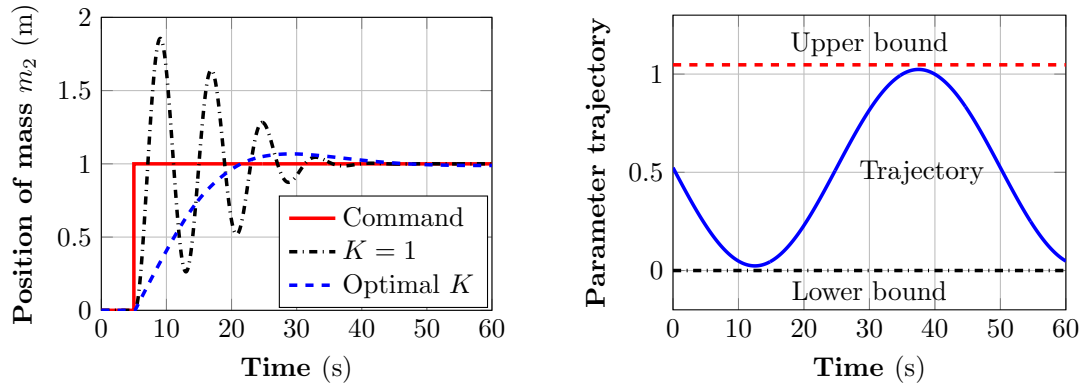 Position of mass m₂ (m)
2
1.5
1
0.5
0
0 10 20 30 40 50 60
Time (s)
Command
K = 1
Optimal K
Parameter trajectory
1
0.5
0
0 10 20 30 40 50 60
Time (s)
Upper bound
Trajectory
Lower bound